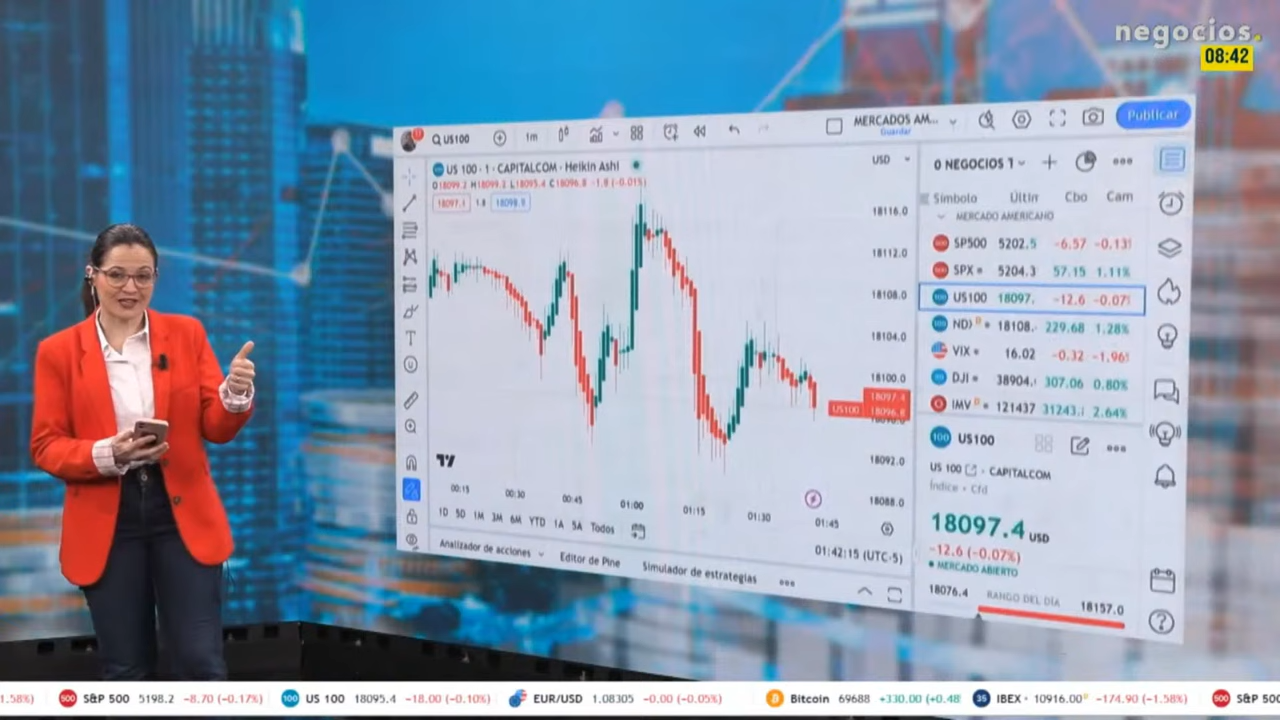 negocios.
08:42
US100
1m
MERCADOS AM...
Guardar
Publicar
US 100 · 1 · CAPITALCOM · Heikin Ashi
O18099.2 H18099.2 L18095.4 C18096.8 -1.8 (-0.01%)
18097.4 1.8 18098.8
USD
18116.0
18112.0
18108.0
18104.0
18100.0
18097.4
US100 18096.8
18092.0
18088.0
00:15 00:30 00:45 01:00 01:15 01:30 01:45
1D 5D 1M 3M 6M YTD 1A 5A Todos
01:42:15 (UTC-5)
Analizador de acciones
Editor de Pine
Simulador de estrategias
0 NEGOCIOS 1
Símbolo Últim Cbo Cam
MERCADO AMERICANO
SP500 5202.5 -6.57 -0.13
SPX 5204.3 57.15 1.11%
US100 18097. -12.6 -0.07
NDX 18108. 229.68 1.28%
VIX 16.02 -0.32 -1.96
DJI 38904. 307.06 0.80%
IMV 121437 31243. 2.64%
100 US100
US 100 · CAPITALCOM
Índice · Cfd
18097.4 USD
-12.6 (-0.07%)
MERCADO ABIERTO
18076.4 RANGO DEL DÍA 18157.0
1.58%) 500 S&P 500 5198.2 -8.70 (-0.17%) 100 US 100 18095.4 -18.00 (-0.10%) EUR/USD 1.08305 -0.00 (-0.05%) Bitcoin 69688 +330.00 (+0.48 35 IBEX 10916.00 -174.90 (-1.58%) 500 S&P 500